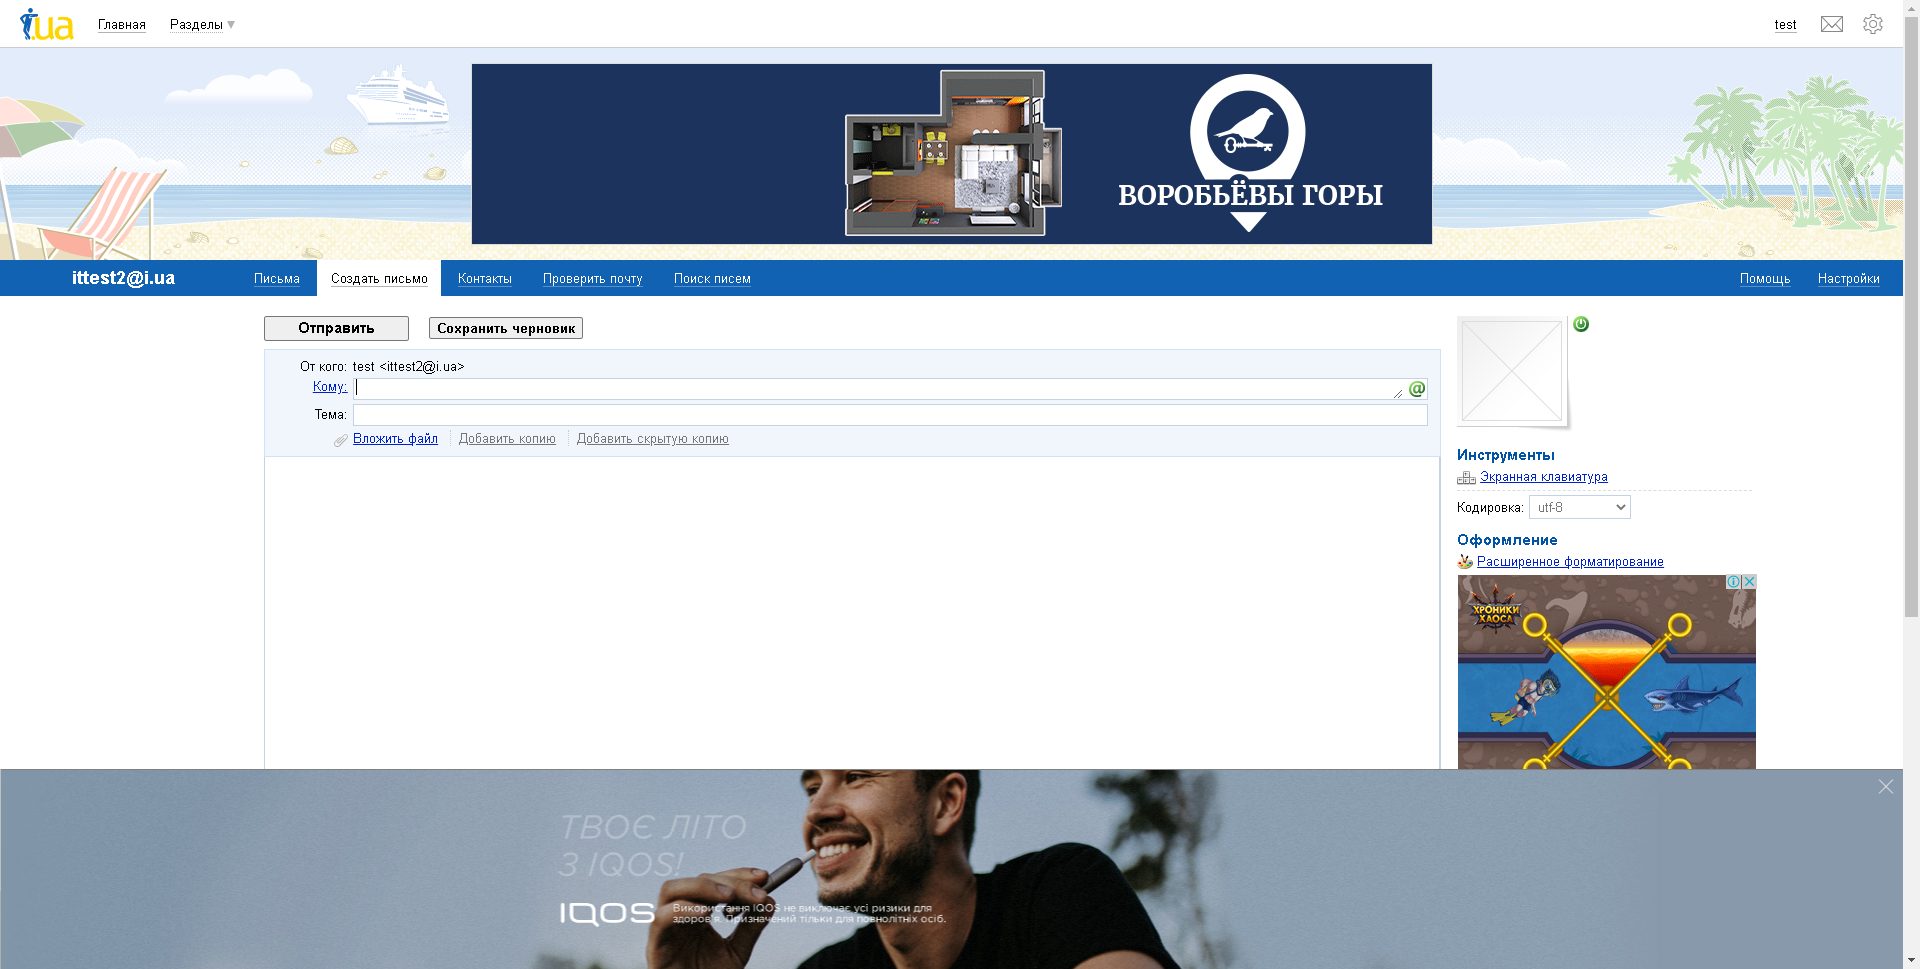 i.ua
Главная Разделы
test
ВОРОБЬЁВЫ ГОРЫ
ittest2@i.ua Письма Создать письмо Контакты Проверить почту Поиск писем Помощь Настройки
Отправить Сохранить черновик
От кого: test <ittest2@i.ua>
Кому:
@
Тема:
Вложить файл Добавить копию Добавить скрытую копию
Инструменты
Экранная клавиатура
Кодировка: utf-8
Оформление
Расширенное форматирование
ХРОНИКИ
ХАОСА
ТВОЄ ЛІТО
З IQOS!
IQOS
Використання IQOS не виключає усі ризики для
здоров'я. Призначений тільки для повнолітніх осіб.